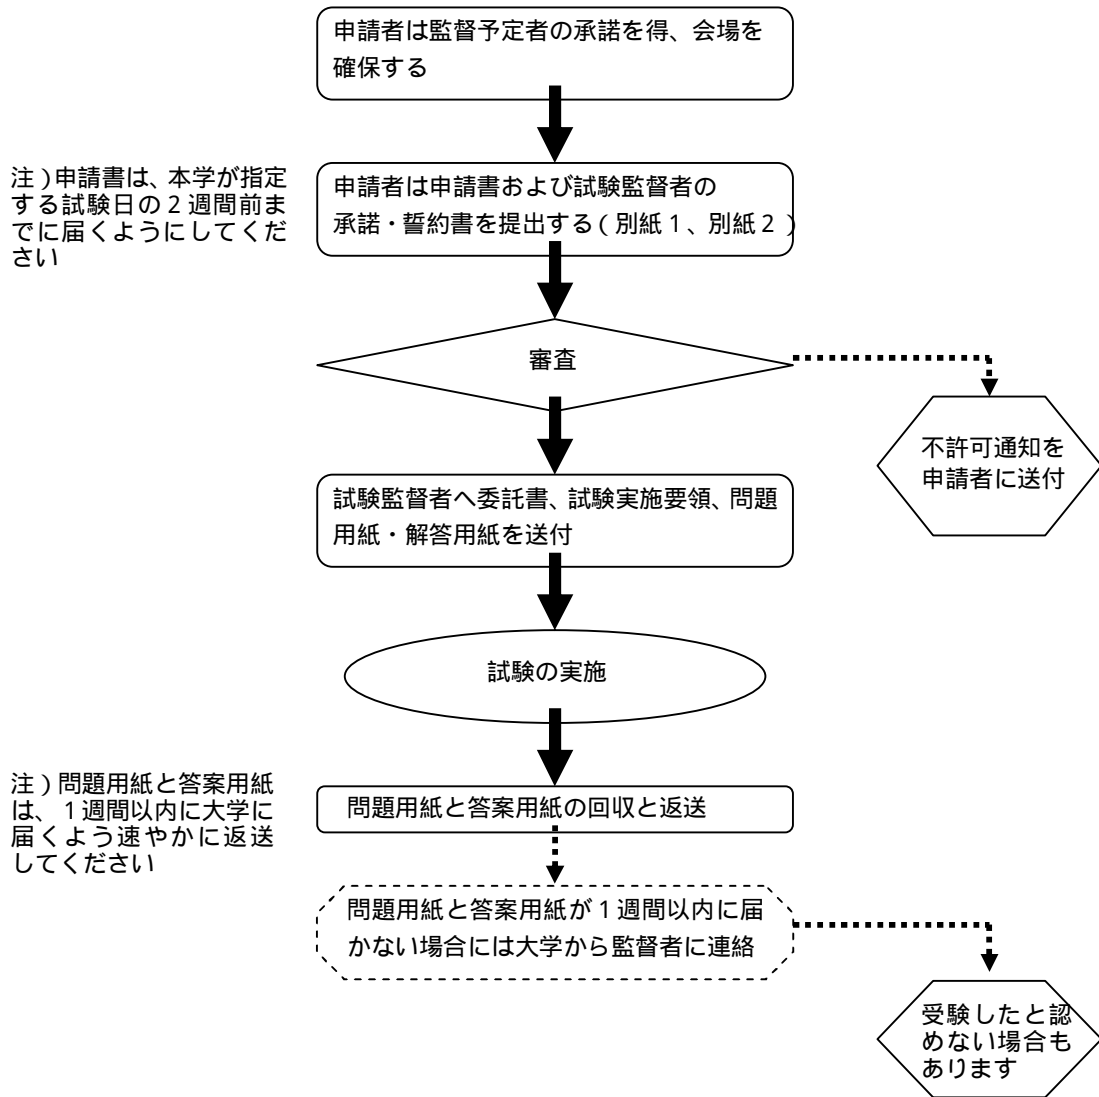 申請者は監督予定者の承諾を得、会場を
確保する
注）申請書は、本学が指定
する試験日の２週間前ま
でに届くようにしてくだ
さい
申請者は申請書および試験監督者の
承諾・誓約書を提出する（別紙１、別紙２）
審査
不許可通知を
申請者に送付
試験監督者へ委託書、試験実施要領、問題
用紙・解答用紙を送付
試験の実施
注）問題用紙と答案用紙
は、１週間以内に大学に
届くよう速やかに返送
してください
問題用紙と答案用紙の回収と返送
問題用紙と答案用紙が１週間以内に届
かない場合には大学から監督者に連絡
受験したと認
めない場合も
あります